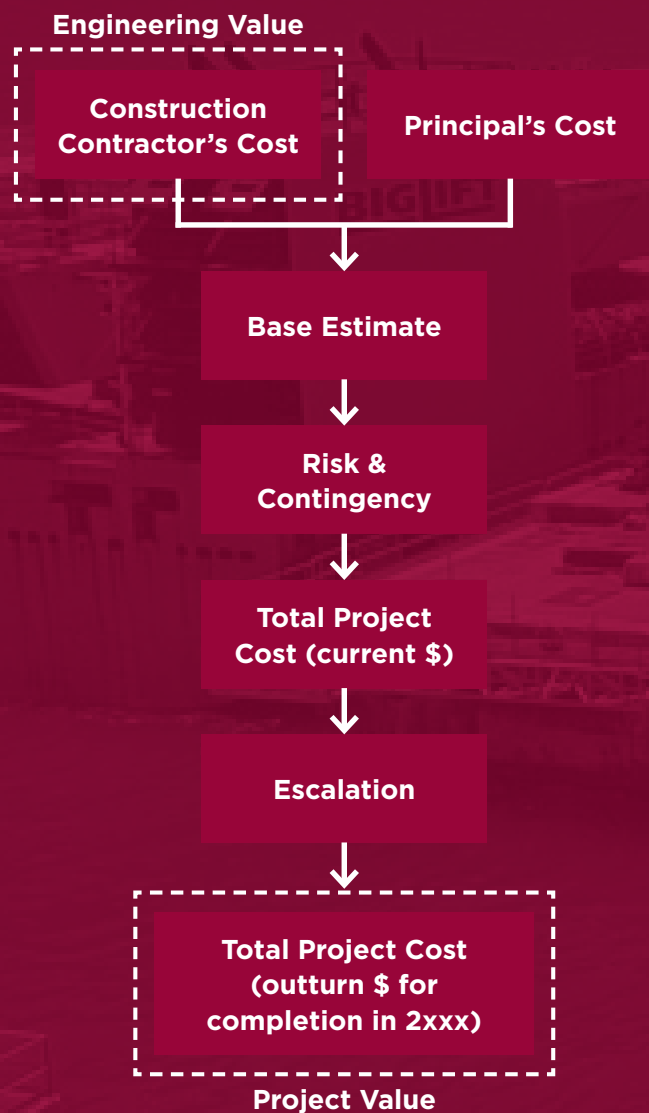 Engineering Value
Construction
Contractor's Cost
Principal's Cost
BIGLIFT
Base Estimate
Risk &
Contingency
Total Project
Cost (current $)
Escalation
Total Project Cost
(outturn $ for
completion in 2xxx)
Project Value